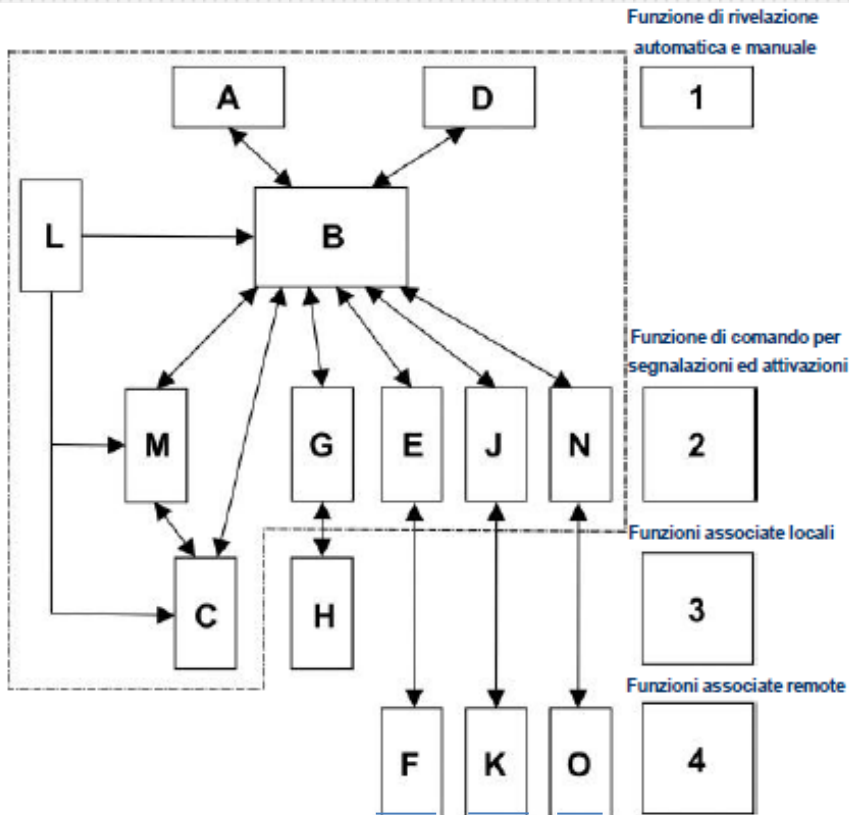 Funzione di rivelazione
automatica e manuale
A
D
1
L
B
Funzione di comando per
segnalazioni ed attivazioni
M
G
E
J
N
2
Funzioni associate locali
C
H
3
Funzioni associate remote
F
K
O
4